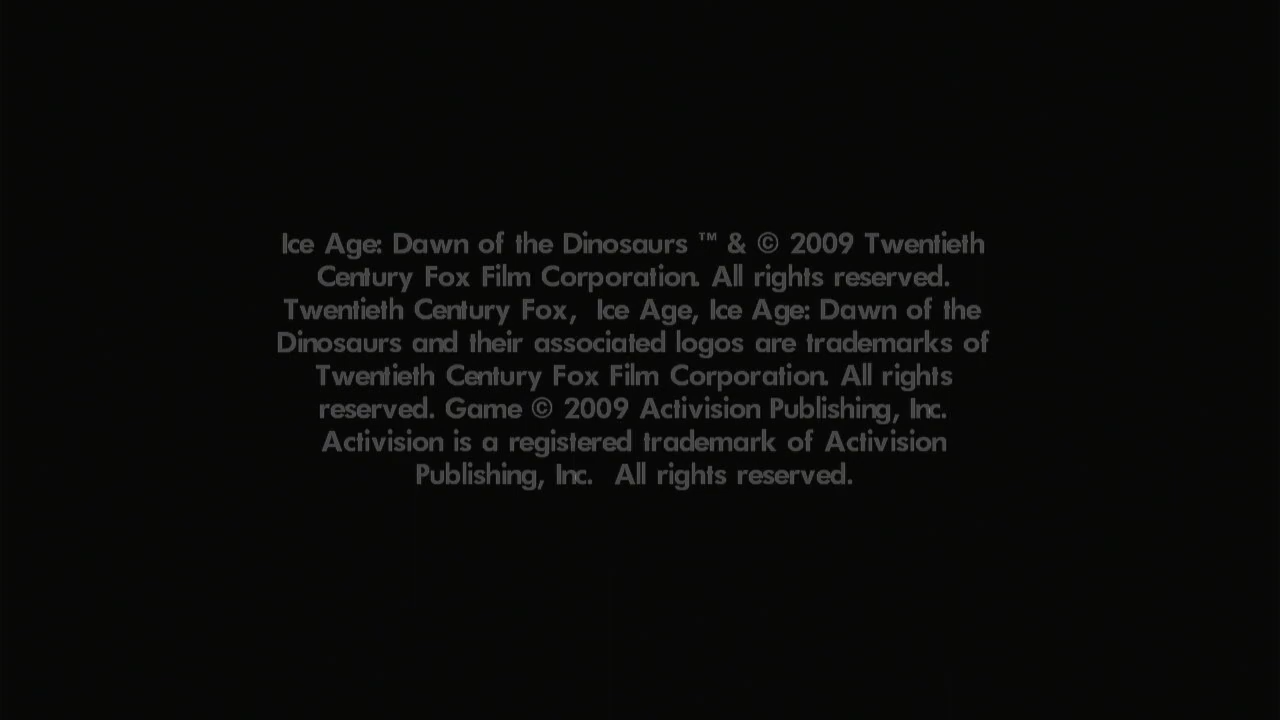 Ice Age: Dawn of the Dinosaurs ™ & © 2009 Twentieth
Century Fox Film Corporation. All rights reserved.
Twentieth Century Fox,  Ice Age, Ice Age: Dawn of the
Dinosaurs and their associated logos are trademarks of
Twentieth Century Fox Film Corporation. All rights
reserved. Game © 2009 Activision Publishing, Inc.
Activision is a registered trademark of Activision
Publishing, Inc.  All rights reserved.